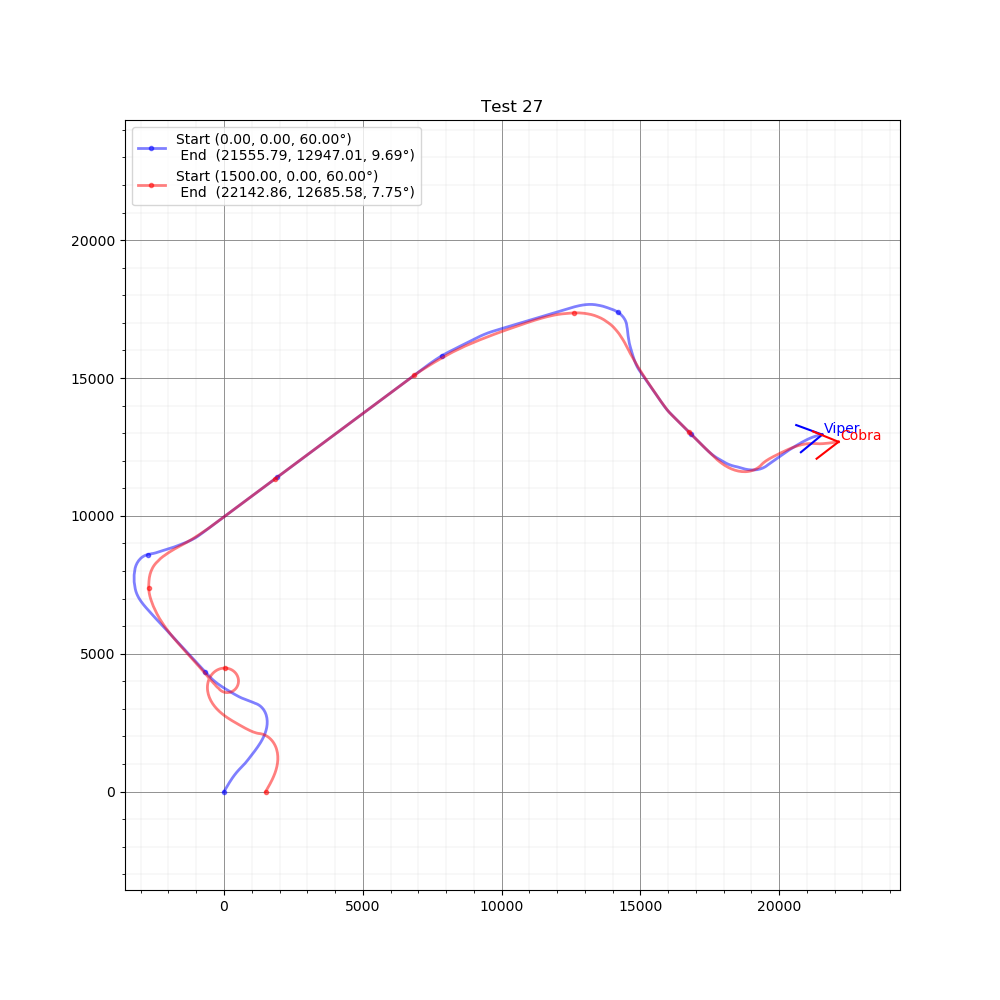 Test 27
Start (0.00, 0.00, 60.00°)
End (21555.79, 12947.01, 9.69°)
Start (1500.00, 0.00, 60.00°)
End (22142.86, 12685.58, 7.75°)
20000
15000
10000
5000
0
Viper
Cobra
0
5000
10000
15000
20000